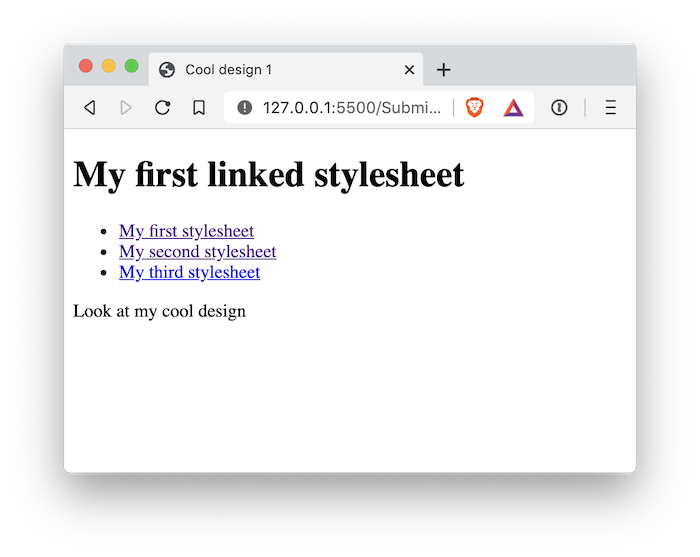 Cool design 1
127.0.0.1:5500/Submi...
My first linked stylesheet
My first stylesheet
My second stylesheet
My third stylesheet
Look at my cool design